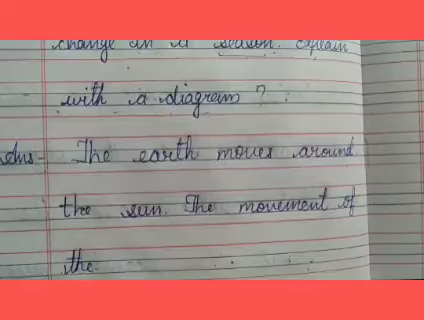 change in a season. Explain
with a diagram ? :
Ans - The earth moves around
the sun. The movement of
the